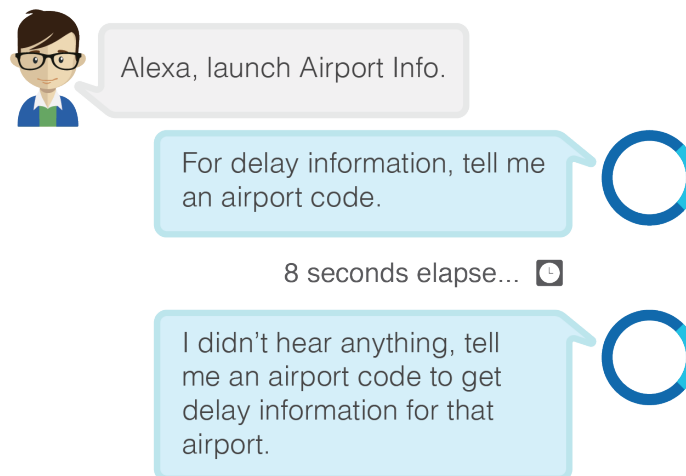 Alexa, launch Airport Info.
For delay information, tell me
an airport code.
8 seconds elapse...
I didn’t hear anything, tell
me an airport code to get
delay information for that
airport.